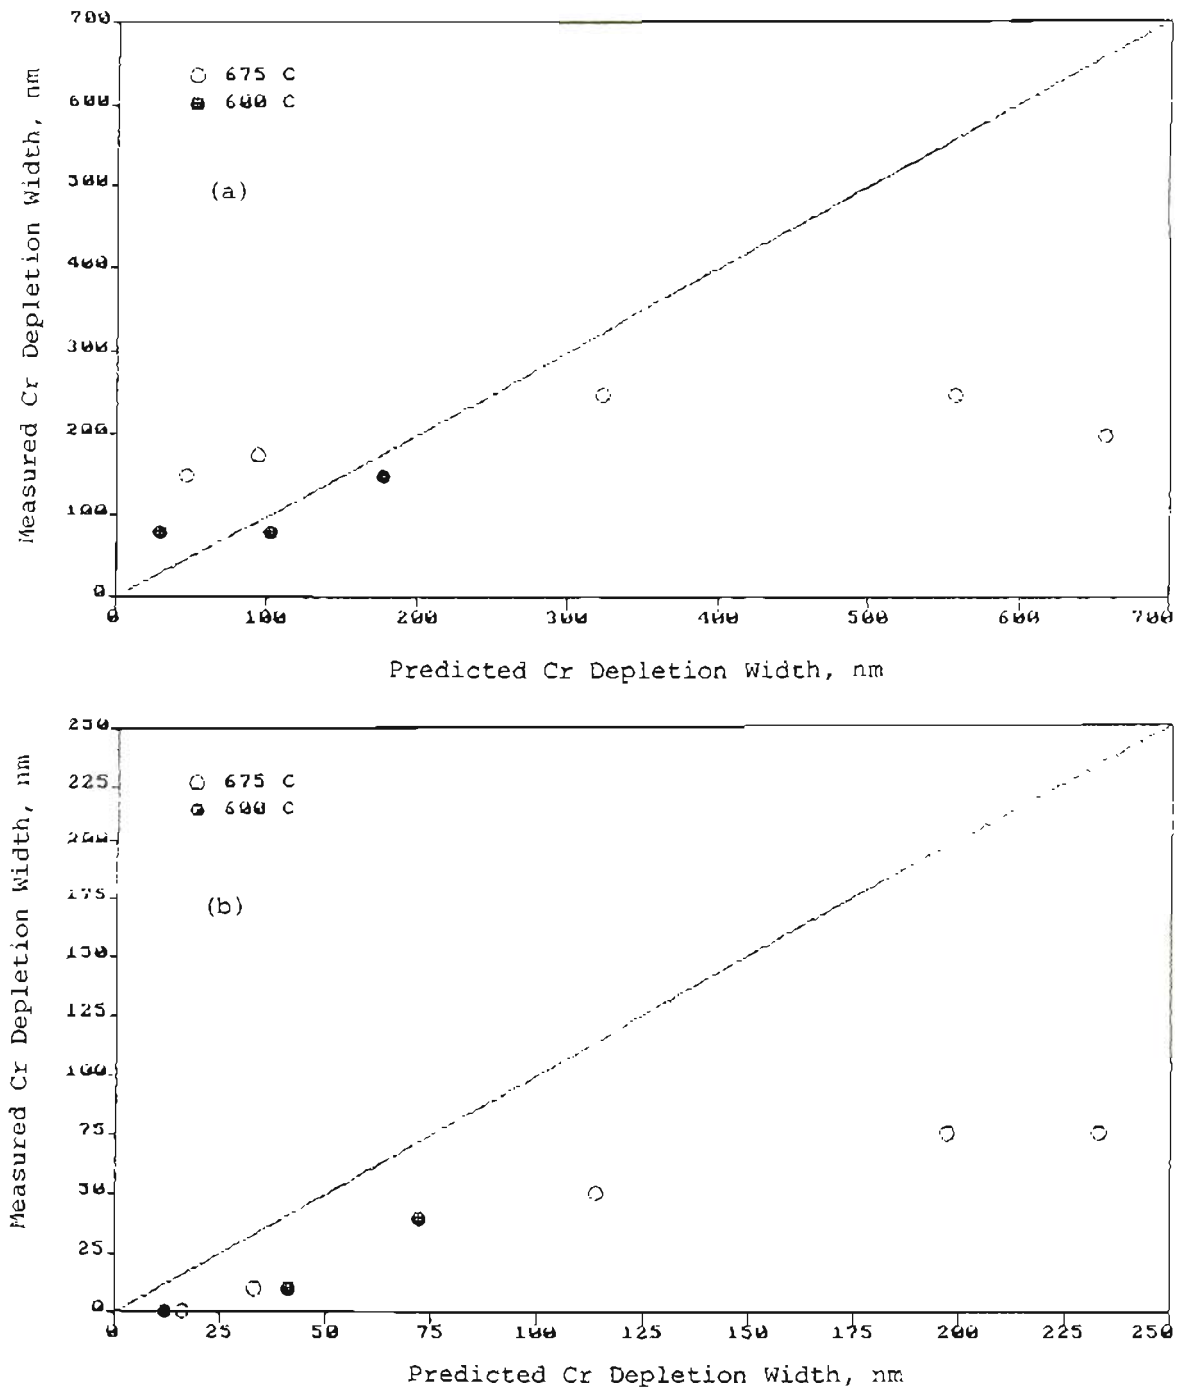 700
600
500
400
300
200
100
0
Measured Cr Depletion Width, nm
675 C
600 C
(a)
0 100 200 300 400 500 600 700
Predicted Cr Depletion Width, nm
250
225
200
175
150
125
100
75
50
25
0
Measured Cr Depletion Width, nm
675 C
600 C
(b)
0 25 50 75 100 125 150 175 200 225 250
Predicted Cr Depletion Width, nm